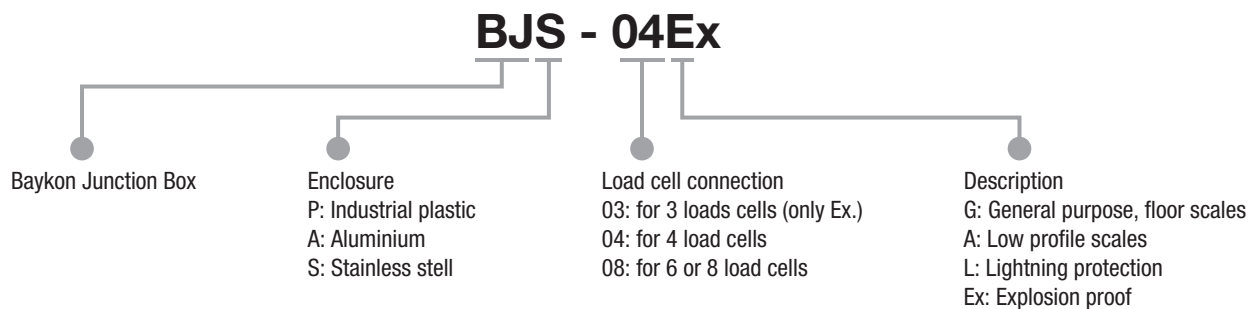 BJS - 04Ex
Baykon Junction Box
Enclosure
P: Industrial plastic
A: Aluminium
S: Stainless stell
Load cell connection
03: for 3 loads cells (only Ex.)
04: for 4 load cells
08: for 6 or 8 load cells
Description
G: General purpose, floor scales
A: Low profile scales
L: Lightning protection
Ex: Explosion proof